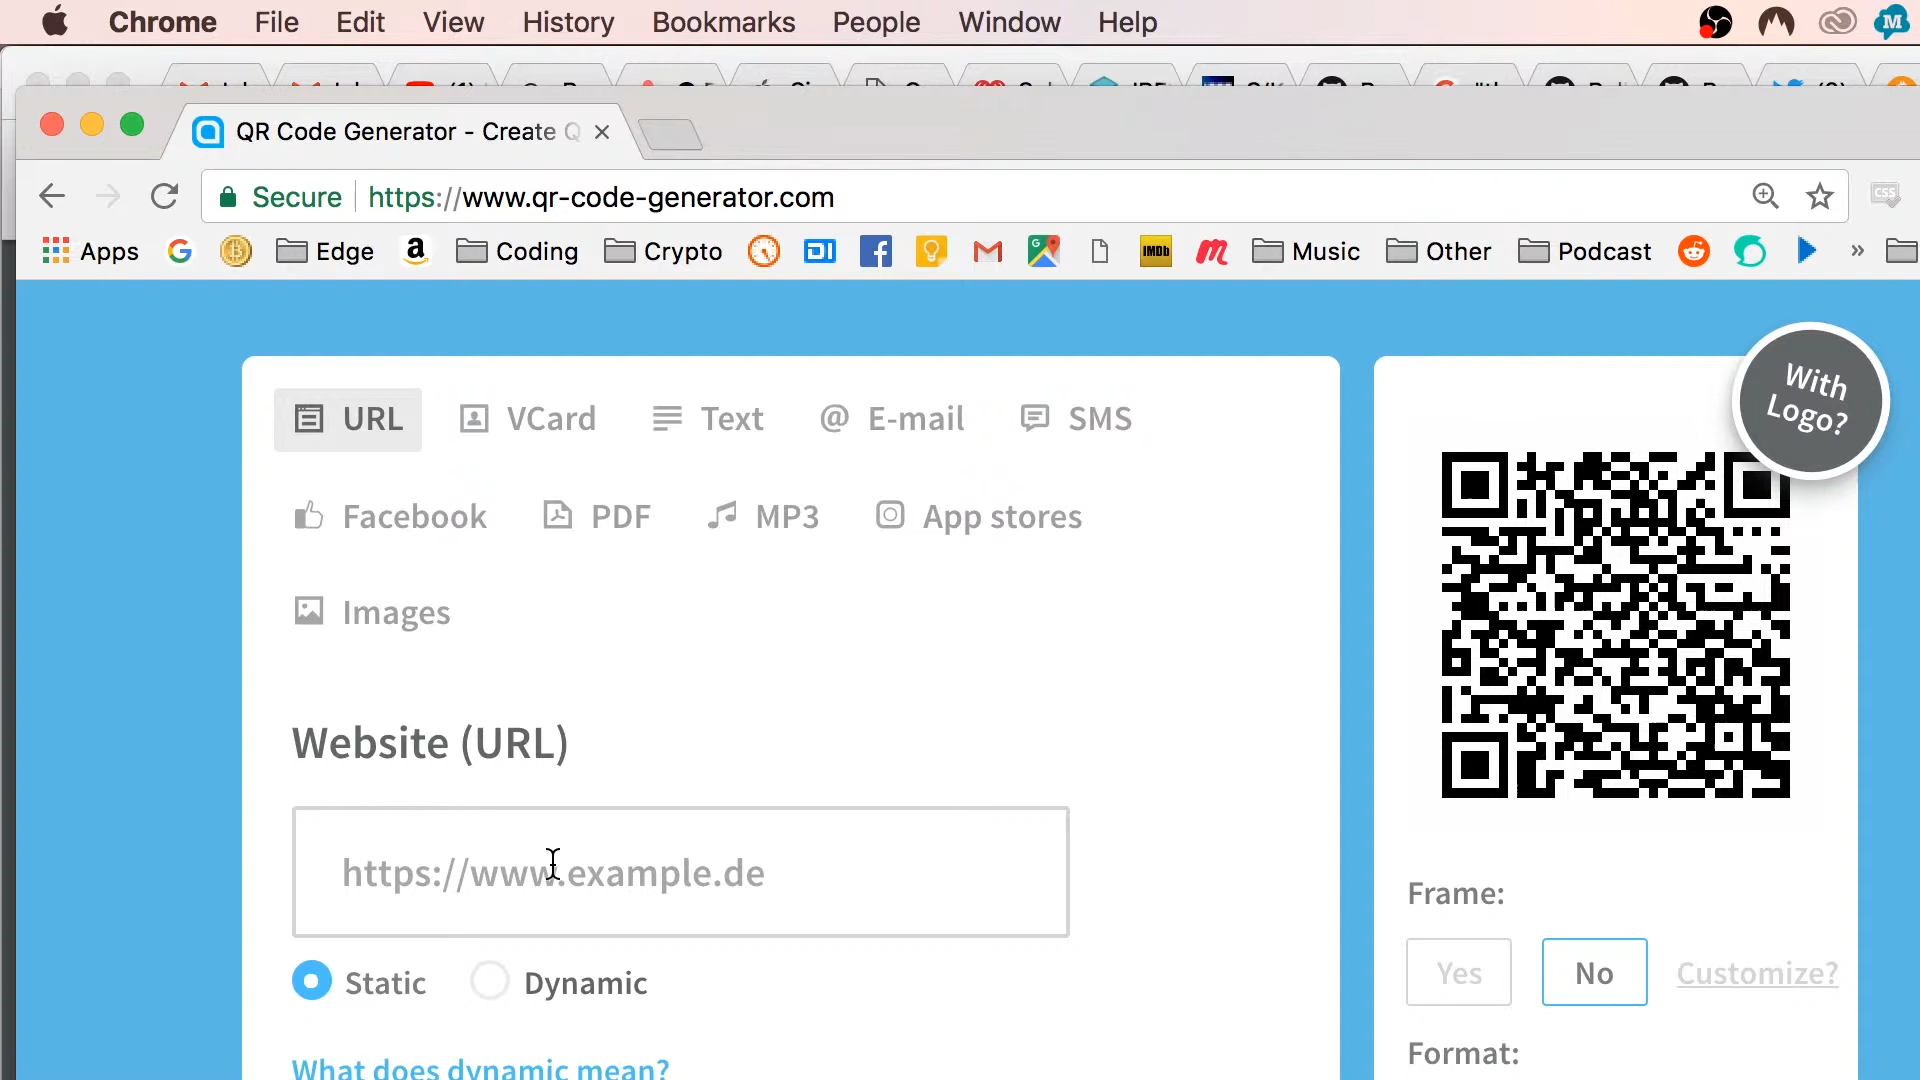 Chrome File Edit View History Bookmarks People Window Help
QR Code Generator - Create Q
Secure https://www.qr-code-generator.com
Apps Edge Coding Crypto DI IMDb Music Other Podcast »
URL VCard Text E-mail SMS
With
Logo?
Facebook PDF MP3 App stores
Images
Website (URL)
https://www.example.de
Static Dynamic
What does dynamic mean?
Frame:
Yes No Customize?
Format: